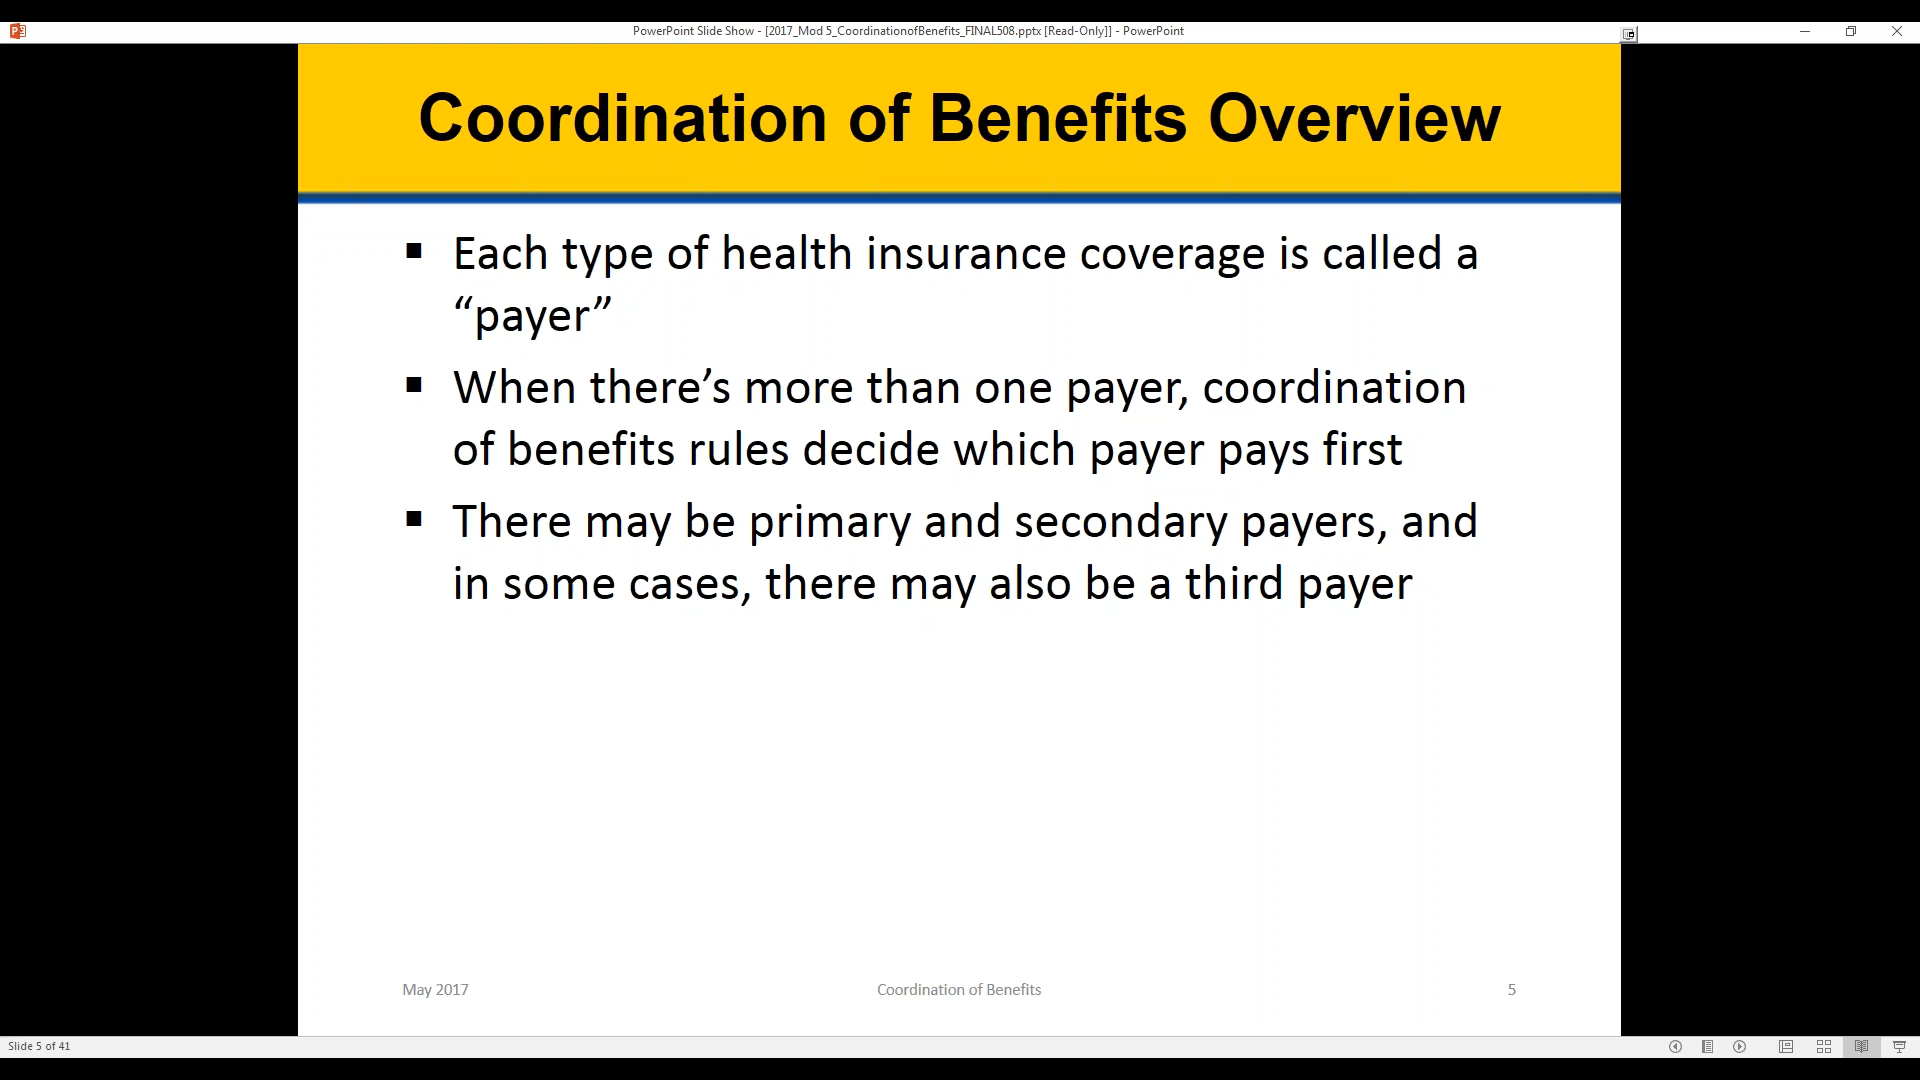 PowerPoint Slide Show - [2017_Mod 5_CoordinationofBenefits_FINAL508.pptx [Read-Only]] - PowerPoint
Coordination of Benefits Overview
▪ Each type of health insurance coverage is called a
“payer”
▪ When there’s more than one payer, coordination
of benefits rules decide which payer pays first
▪ There may be primary and secondary payers, and
in some cases, there may also be a third payer
May 2017
Coordination of Benefits
5
Slide 5 of 41